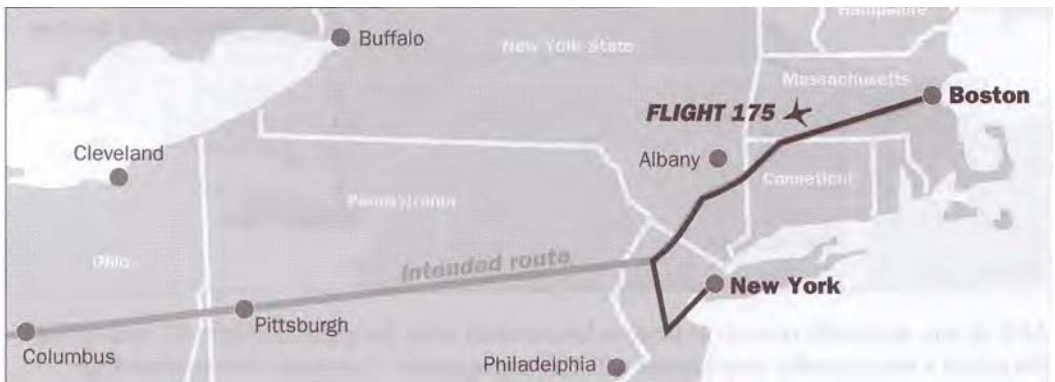 Hampshire
Buffalo
New York State
Massachusetts
Boston
FLIGHT 175
Cleveland
Albany
Connecticut
Pennsylvania
Ohio
Intended route
New York
Pittsburgh
Columbus
Philadelphia